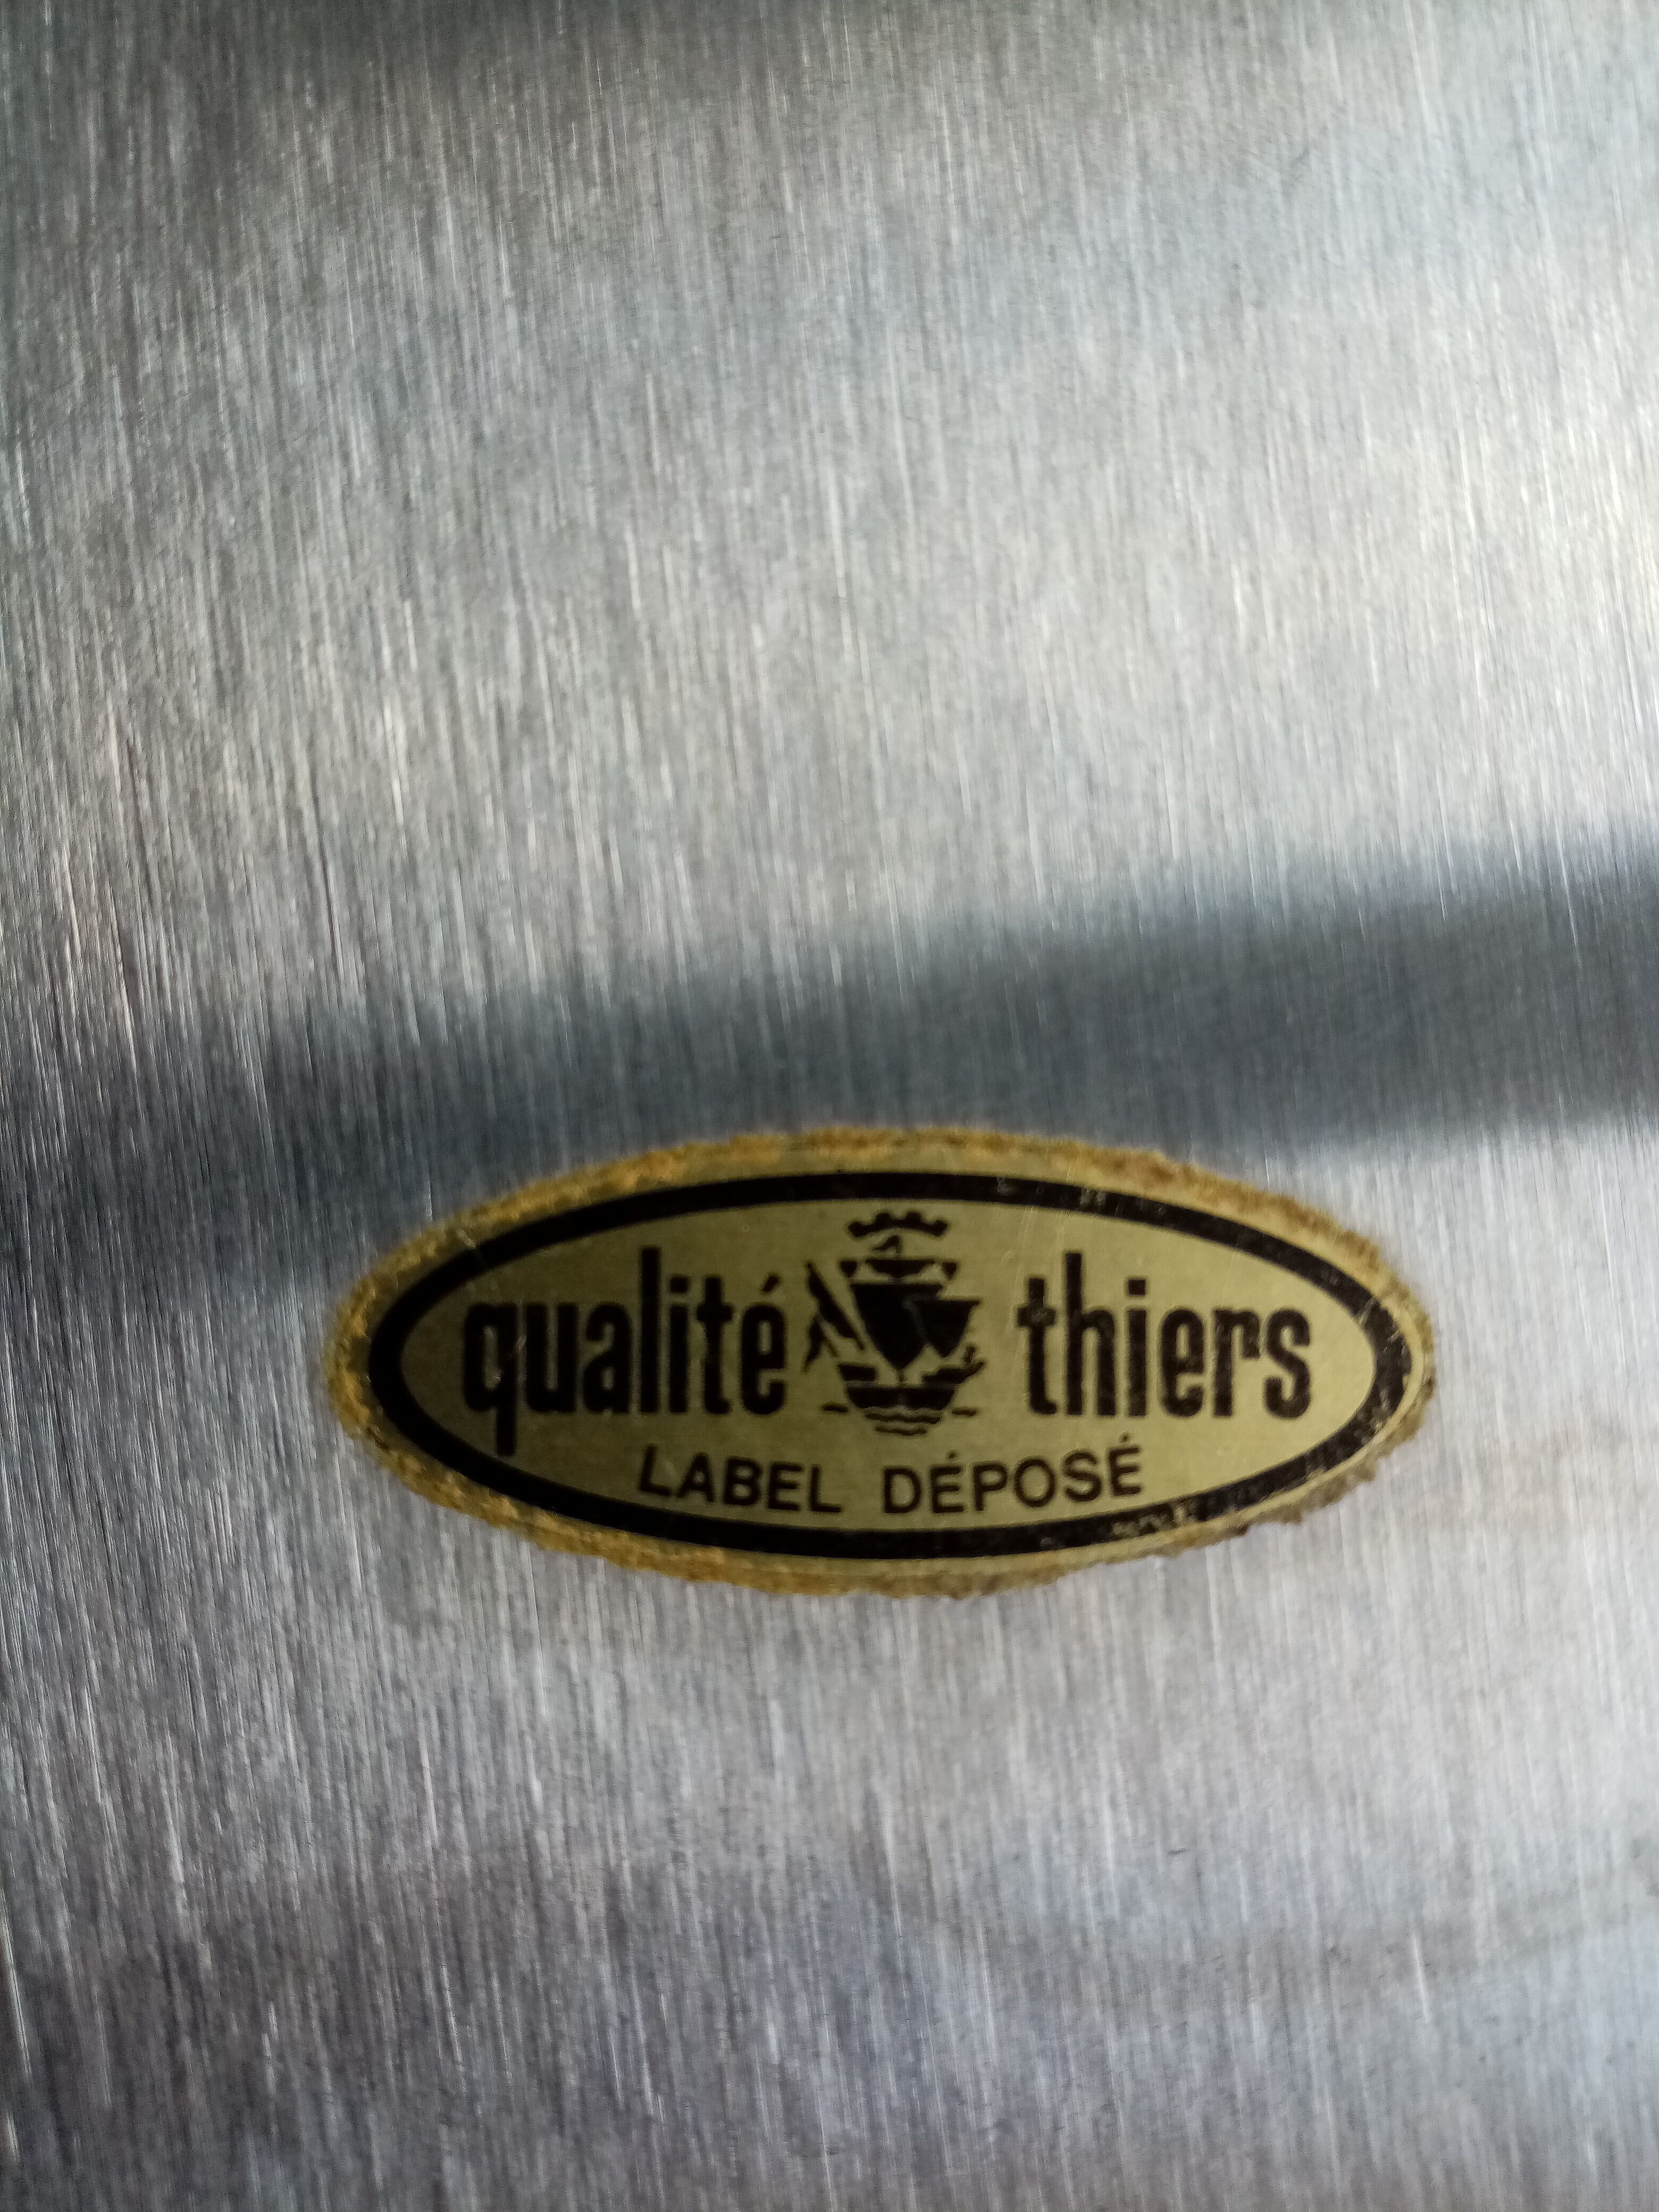 qualité thiers
LABEL DÉPOSÉ